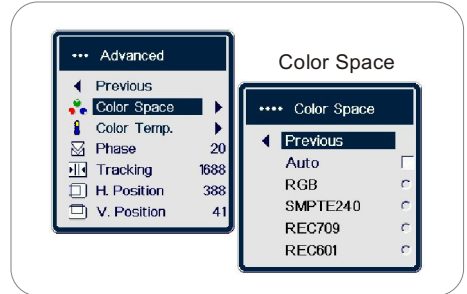 ••• Advanced
Previous
Color Space
Color Temp.
Phase 20
Tracking 1688
H. Position 388
V. Position 41
Color Space
•••• Color Space
Previous
Auto
RGB
SMPTE240
REC709
REC601